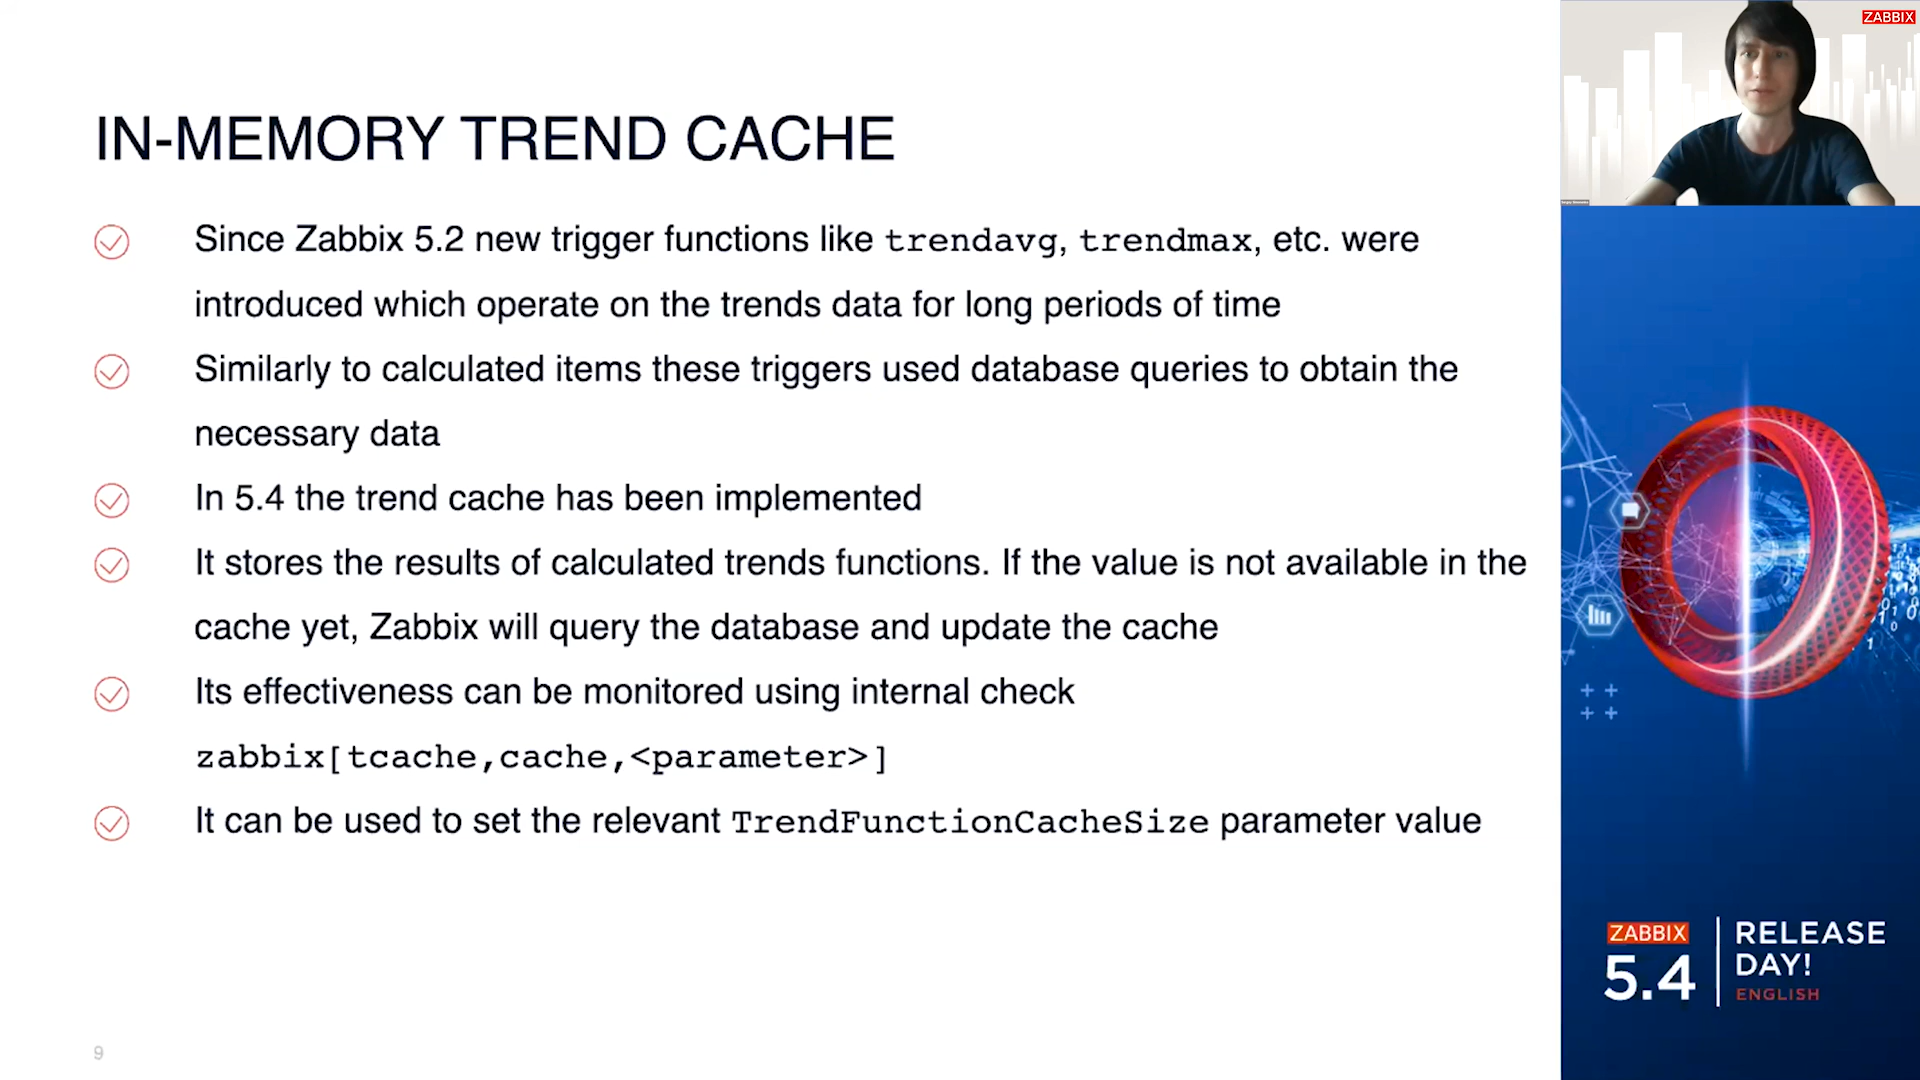 IN-MEMORY TREND CACHE
Since Zabbix 5.2 new trigger functions like trendavg, trendmax, etc. were
introduced which operate on the trends data for long periods of time
Similarly to calculated items these triggers used database queries to obtain the
necessary data
In 5.4 the trend cache has been implemented
It stores the results of calculated trends functions. If the value is not available in the
cache yet, Zabbix will query the database and update the cache
Its effectiveness can be monitored using internal check
zabbix[tcache,cache,<parameter>]
It can be used to set the relevant TrendFunctionCacheSize parameter value
9
ZABBIX
ZABBIX
5.4
RELEASE
DAY!
ENGLISH